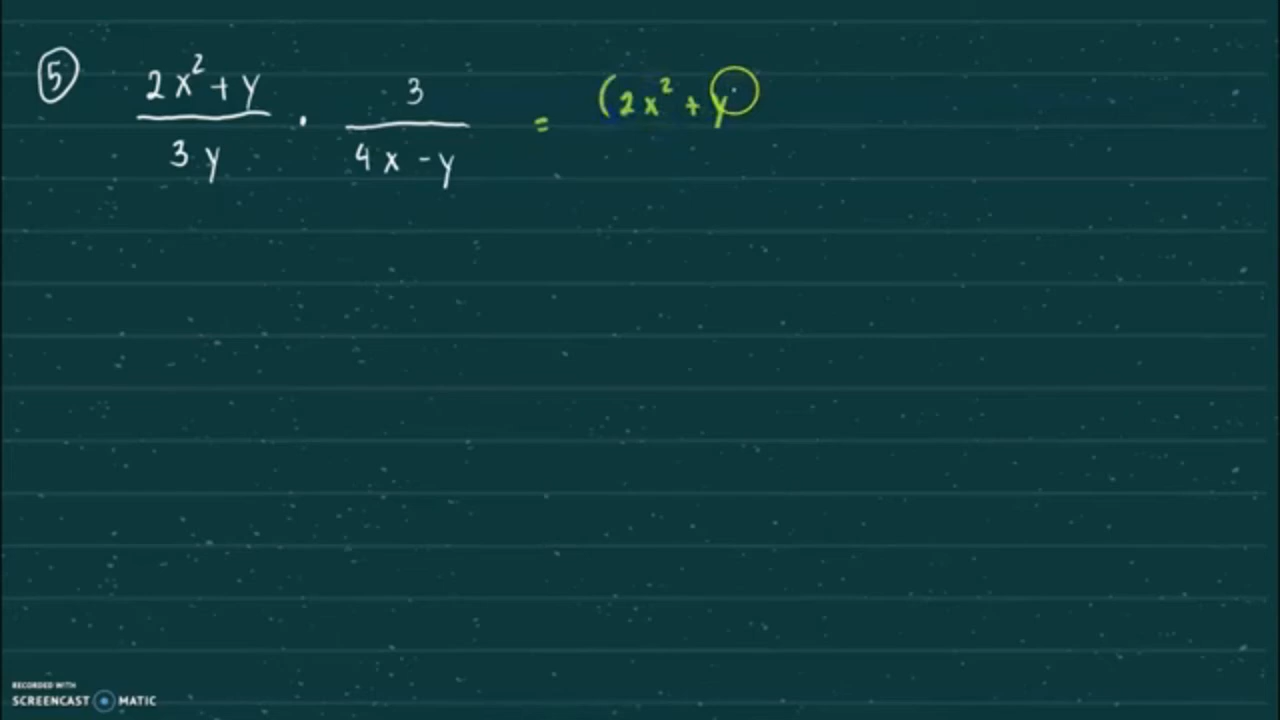 ⑤ (2x² + y)/(3y) · 3/(4x - y) = (2x² + y
RECORDED WITH
SCREENCAST MATIC